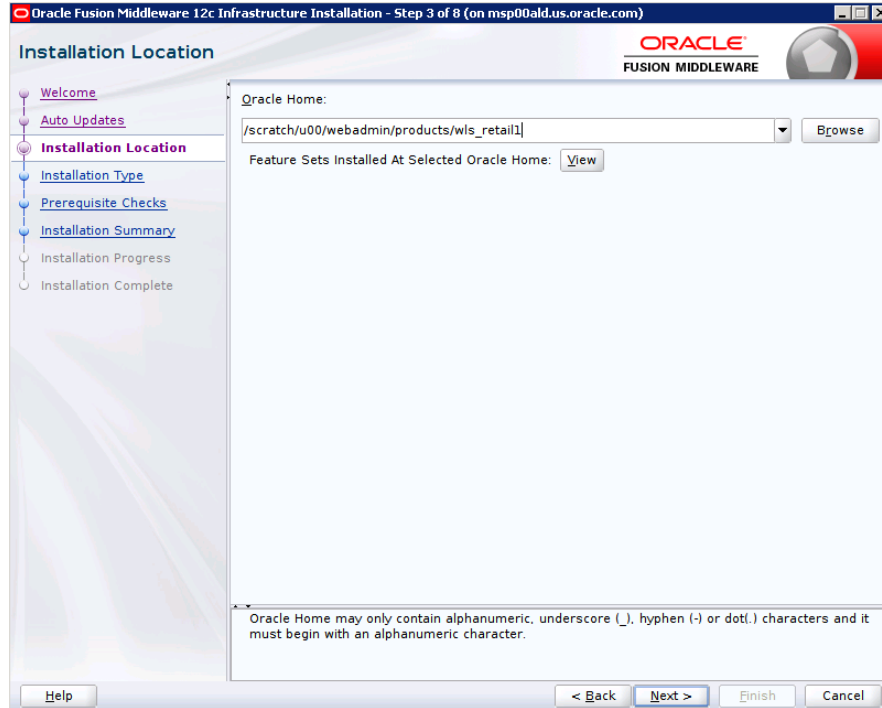 Oracle Fusion Middleware 12c Infrastructure Installation - Step 3 of 8 (on msp00ald.us.oracle.com)
Installation Location
ORACLE
FUSION MIDDLEWARE
Welcome
Auto Updates
Installation Location
Installation Type
Prerequisite Checks
Installation Summary
Installation Progress
Installation Complete
Oracle Home:
/scratch/u00/webadmin/products/wls_retail1
Browse
Feature Sets Installed At Selected Oracle Home: View
Oracle Home may only contain alphanumeric, underscore (_), hyphen (-) or dot(.) characters and it
must begin with an alphanumeric character.
Help
< Back
Next >
Finish
Cancel